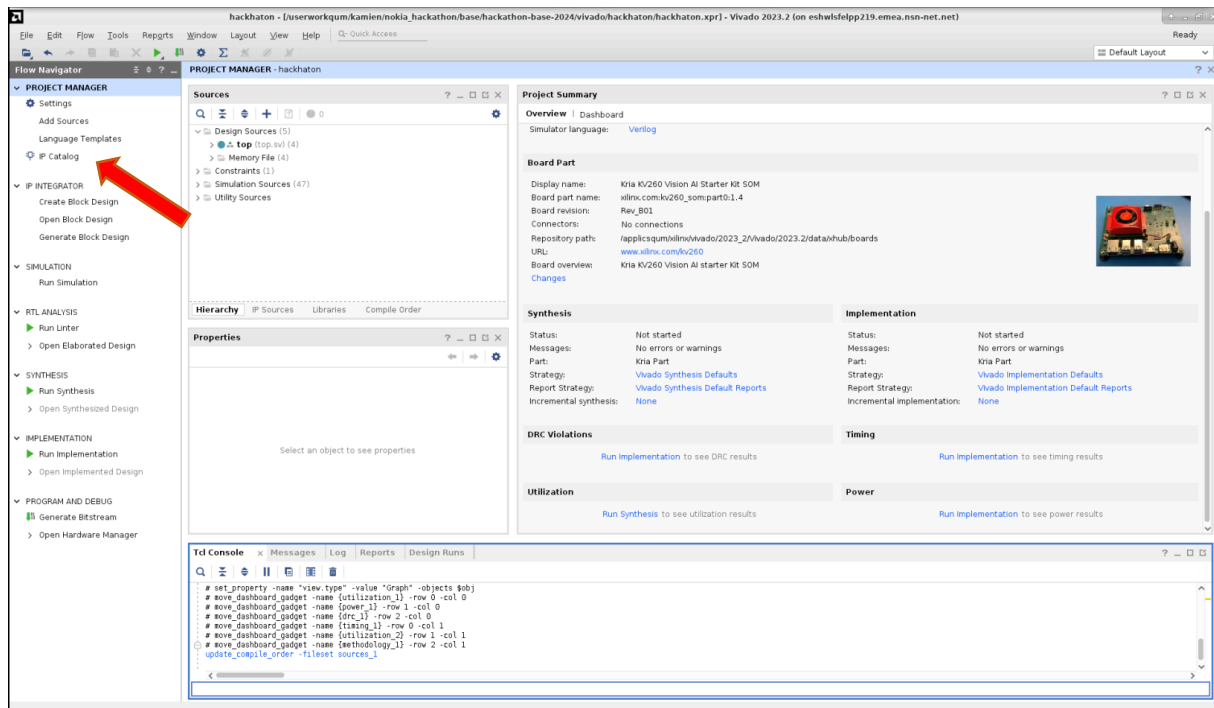 hackhaton - [/userworkqum/kamien/nokia_hackathon/base/hackathon-base-2024/vivado/hackhaton/hackhaton.xpr] - Vivado 2023.2 (on eshwlsfelpp219.emea.nsn-net.net)
File Edit Flow Tools Reports Window Layout View Help Q- Quick Access Ready
Default Layout
Flow Navigator
PROJECT MANAGER
Settings
Add Sources
Language Templates
IP Catalog
IP INTEGRATOR
Create Block Design
Open Block Design
Generate Block Design
SIMULATION
Run Simulation
RTL ANALYSIS
Run Linter
Open Elaborated Design
SYNTHESIS
Run Synthesis
Open Synthesized Design
IMPLEMENTATION
Run Implementation
Open Implemented Design
PROGRAM AND DEBUG
Generate Bitstream
Open Hardware Manager
PROJECT MANAGER - hackhaton
Sources
0
Design Sources (5)
top (top.sv) (4)
Memory File (4)
Constraints (1)
Simulation Sources (47)
Utility Sources
Hierarchy IP Sources Libraries Compile Order
Properties
Select an object to see properties
Project Summary
Overview Dashboard
Simulator language: Verilog
Board Part
Display name: Kria KV260 Vision AI Starter Kit SOM
Board part name: xilinx.com:kv260_som:part0:1.4
Board revision: Rev_B01
Connectors: No connections
Repository path: /applicsqum/xilinx/vivado/2023_2/Vivado/2023.2/data/xhub/boards
URL: www.xilinx.com/kv260
Board overview: Kria KV260 Vision AI starter Kit SOM
Changes
Synthesis
Status: Not started
Messages: No errors or warnings
Part: Kria Part
Strategy: Vivado Synthesis Defaults
Report Strategy: Vivado Synthesis Default Reports
Incremental synthesis: None
Implementation
Status: Not started
Messages: No errors or warnings
Part: Kria Part
Strategy: Vivado Implementation Defaults
Report Strategy: Vivado Implementation Default Reports
Incremental implementation: None
DRC Violations
Run Implementation to see DRC results
Timing
Run Implementation to see timing results
Utilization
Run Synthesis to see utilization results
Power
Run Implementation to see power results
Tcl Console Messages Log Reports Design Runs
# set_property -name "view.type" -value "Graph" -objects $obj
# move_dashboard_gadget -name {utilization_1} -row 0 -col 0
# move_dashboard_gadget -name {power_1} -row 1 -col 0
# move_dashboard_gadget -name {drc_1} -row 2 -col 0
# move_dashboard_gadget -name {timing_1} -row 0 -col 1
# move_dashboard_gadget -name {utilization_2} -row 1 -col 1
# move_dashboard_gadget -name {methodology_1} -row 2 -col 1
update_compile_order -fileset sources_1